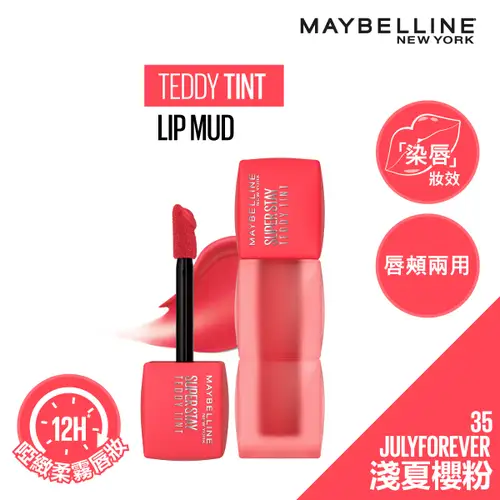 MAYBELLINE
NEW YORK
TEDDY TINT
LIP MUD
「染唇」
妝效
唇頰兩用
MAYBELLINE
SUPER STAY
TEDDY TINT
MAYBELLINE
SUPER STAY
TEDDY TINT
12H
啞緻柔霧唇妝
35
JULYFOREVER
淺夏櫻粉